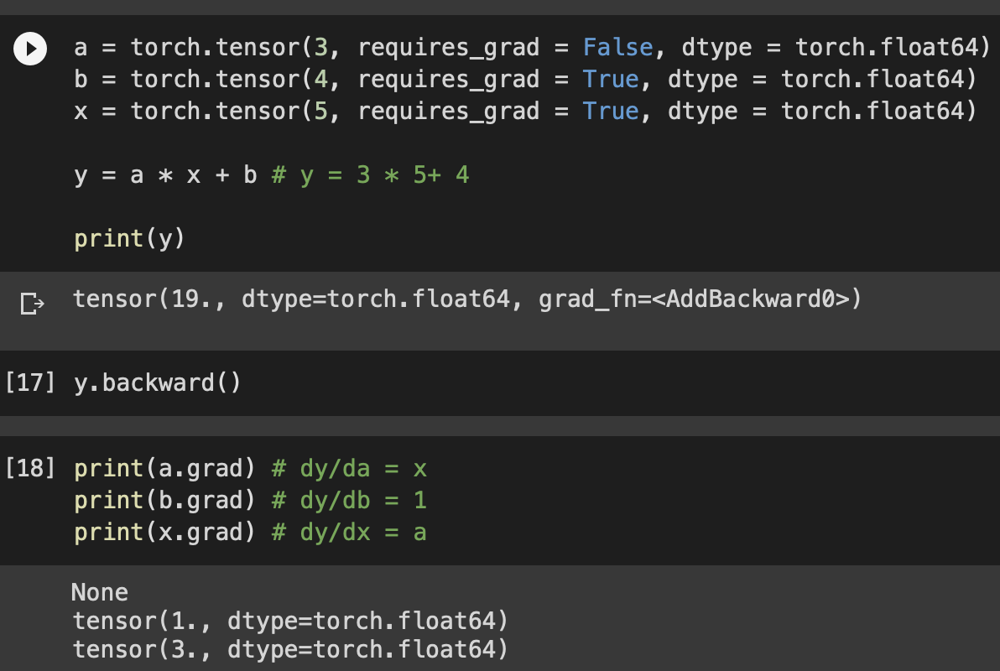 a = torch.tensor(3, requires_grad = False, dtype = torch.float64)
b = torch.tensor(4, requires_grad = True, dtype = torch.float64)
x = torch.tensor(5, requires_grad = True, dtype = torch.float64)
y = a * x + b # y = 3 * 5+ 4
print(y)
tensor(19., dtype=torch.float64, grad_fn=<AddBackward0>)
[17] y.backward()
[18] print(a.grad) # dy/da = x
print(b.grad) # dy/db = 1
print(x.grad) # dy/dx = a
None
tensor(1., dtype=torch.float64)
tensor(3., dtype=torch.float64)